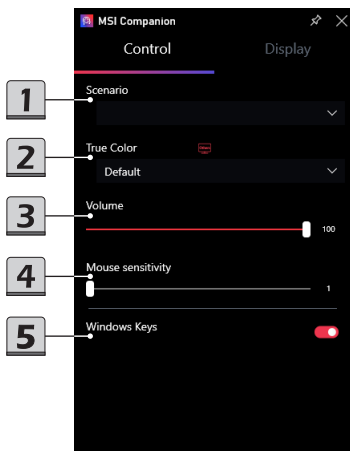 MSI Companion
Control Display
1 Scenario
2 True Color
Default
3 Volume
100
4 Mouse sensitivity
1
5 Windows Keys